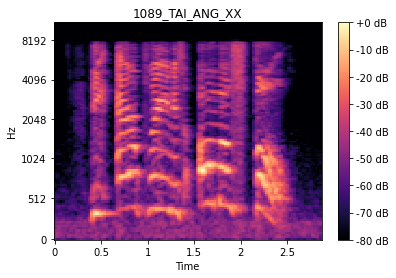 1089_TAI_ANG_XX
8192
4096
2048
1024
512
0
Hz
0 0.5 1 1.5 2 2.5
Time
+0 dB
-10 dB
-20 dB
-30 dB
-40 dB
-50 dB
-60 dB
-70 dB
-80 dB